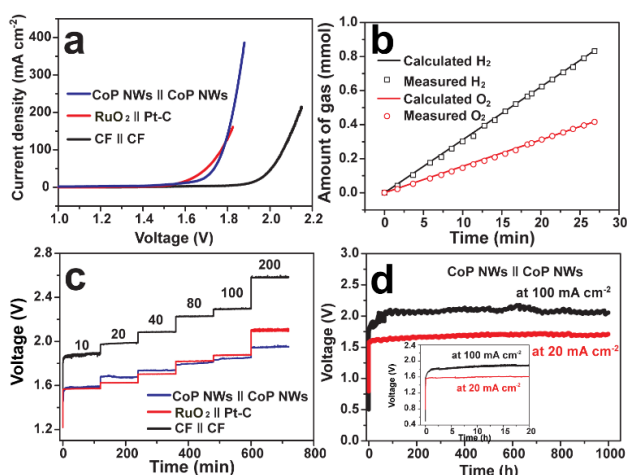 a
Current density (mA cm⁻²)
400
300
200
100
0
CoP NWs || CoP NWs
RuO₂ || Pt-C
CF || CF
1.0 1.2 1.4 1.6 1.8 2.0 2.2
Voltage (V)
b
Amount of gas (mmol)
0.9
0.6
0.3
0.0
Calculated H₂
Measured H₂
Calculated O₂
Measured O₂
0 5 10 15 20 25 30
Time (min)
c
Voltage (V)
2.8
2.4
2.0
1.6
1.2
10 20 40 80 100 200
CoP NWs || CoP NWs
RuO₂ || Pt-C
CF || CF
0 200 400 600 800
Time (min)
d
Voltage (V)
3.0
2.5
2.0
1.5
1.0
0.5
0.0
CoP NWs || CoP NWs
at 100 mA cm⁻²
at 20 mA cm⁻²
Voltage (V)
2.4
2.0
1.6
1.2
0.8
0.4
at 100 mA cm⁻²
at 20 mA cm⁻²
0 5 10 15 20
Time (h)
0 200 400 600 800 1000
Time (h)